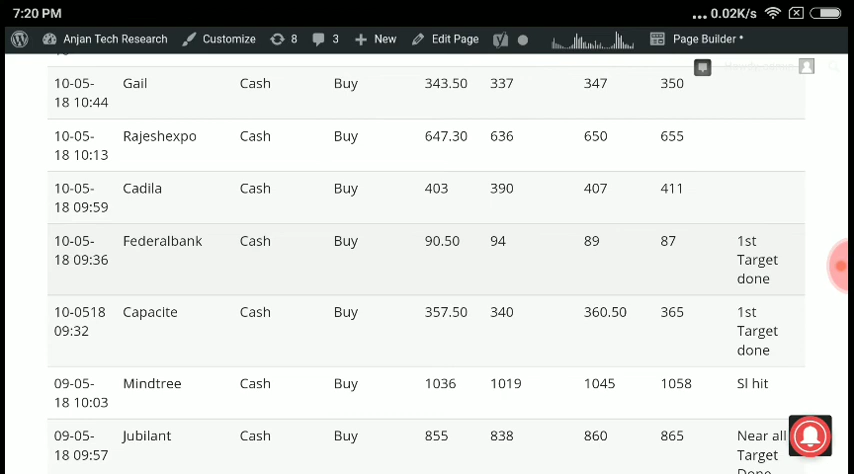 7:20 PM ... 0.02K/s
Anjan Tech Research Customize 8 3 New Edit Page Page Builder *
10-05-18 10:44 Gail Cash Buy 343.50 337 347 350
10-05-18 10:13 Rajeshexpo Cash Buy 647.30 636 650 655
10-05-18 09:59 Cadila Cash Buy 403 390 407 411
10-05-18 09:36 Federalbank Cash Buy 90.50 94 89 87 1st Target done
10-0518 09:32 Capacite Cash Buy 357.50 340 360.50 365 1st Target done
09-05-18 10:03 Mindtree Cash Buy 1036 1019 1045 1058 Sl hit
09-05-18 09:57 Jubilant Cash Buy 855 838 860 865 Near all Target Done